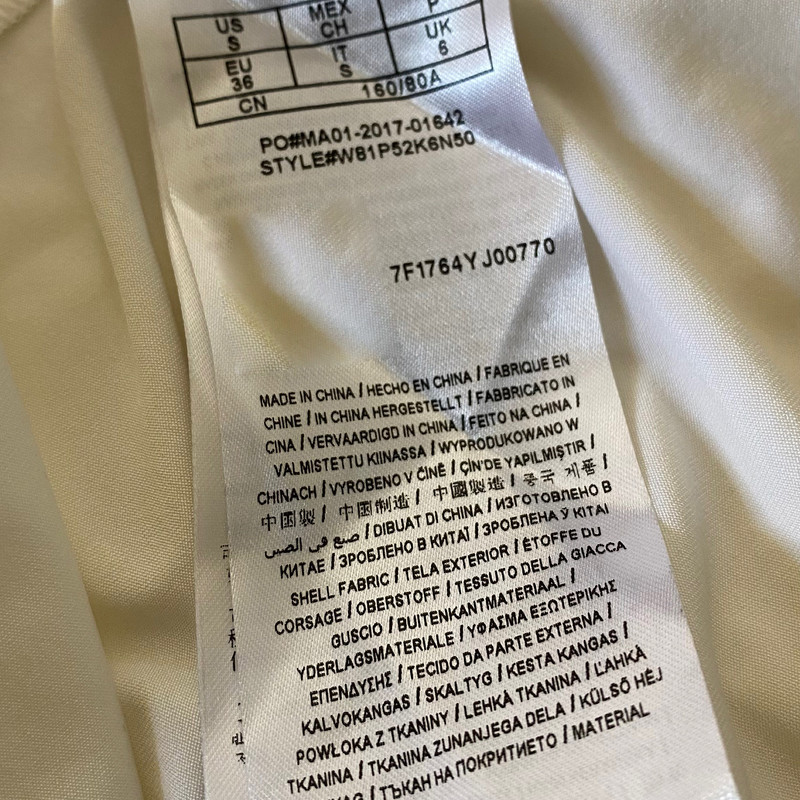 US MEX P
S CH
EU IT UK
36 S 6
CN 160/80A
PO#MA01-2017-01642
STYLE#W81P52K6N50
7F1764YJ00770
MADE IN CHINA / HECHO EN CHINA / FABRIQUE EN
CHINE / IN CHINA HERGESTELLT / FABBRICATO IN
CINA / VERVAARDIGD IN CHINA / FEITO NA CHINA /
VALMISTETTU KIINASSA / WYPRODUKOWANO W
CHINACH / VYROBENO V ČÍNĚ / ÇİN'DE YAPILMIŞTIR /
中国製 / 中国制造 / 中國製造 / 중국 제품 /
صنع في الصين / DIBUAT DI CHINA / ИЗГОТОВЛЕНО В
КИТАЕ / ЗРОБЛЕНО В КИТАЇ / ЗРОБЛЕНА Ў КІТАІ
SHELL FABRIC / TELA EXTERIOR / ÉTOFFE DU
CORSAGE / OBERSTOFF / TESSUTO DELLA GIACCA
GUSCIO / BUITENKANTMATERIAAL /
YDERLAGSMATERIALE / ΥΦΑΣΜΑ ΕΞΩΤΕΡΙΚΗΣ
ΕΠΕΝΔΥΣΗΣ / TECIDO DA PARTE EXTERNA /
KALVOKANGAS / SKALTYG / KESTA KANGAS /
POWŁOKA Z TKANINY / LEHKÁ TKANINA / ĽAHKÁ
TKANINA / TKANINA ZUNANJEGA DELA / KÜLSŐ HÉJ
ТЪКАН НА ПОКРИТИЕТО / MATERIAL